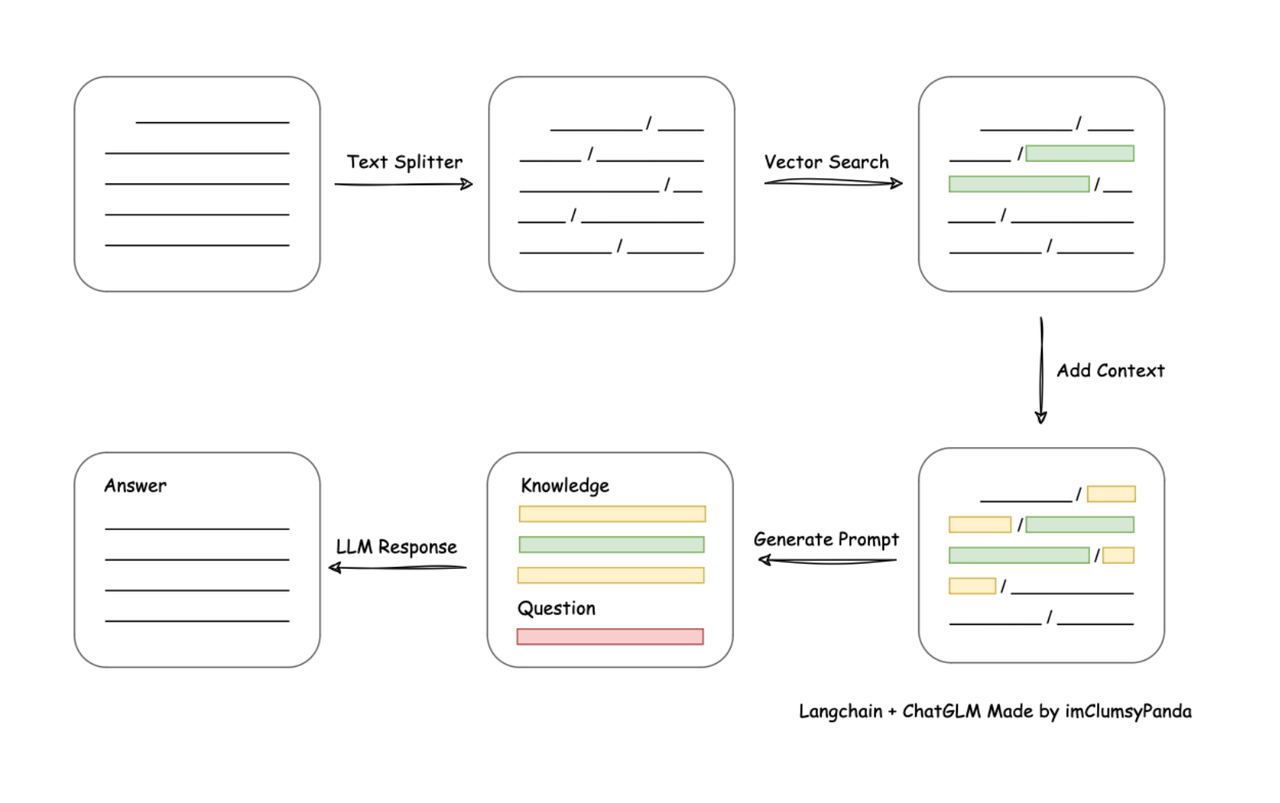 Text Splitter
Vector Search
Add Context
Generate Prompt
Knowledge
Question
LLM Response
Answer
Langchain + ChatGLM Made by imClumsyPanda